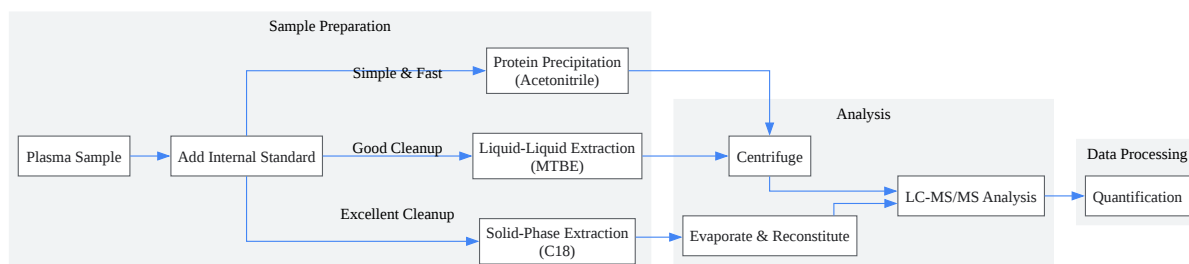 Sample Preparation
Simple & Fast
Protein Precipitation
(Acetonitrile)
Analysis
Plasma Sample
Add Internal Standard
Good Cleanup
Liquid-Liquid Extraction
(MTBE)
Centrifuge
Data Processing
LC-MS/MS Analysis
Quantification
Excellent Cleanup
Solid-Phase Extraction
(C18)
Evaporate & Reconstitute